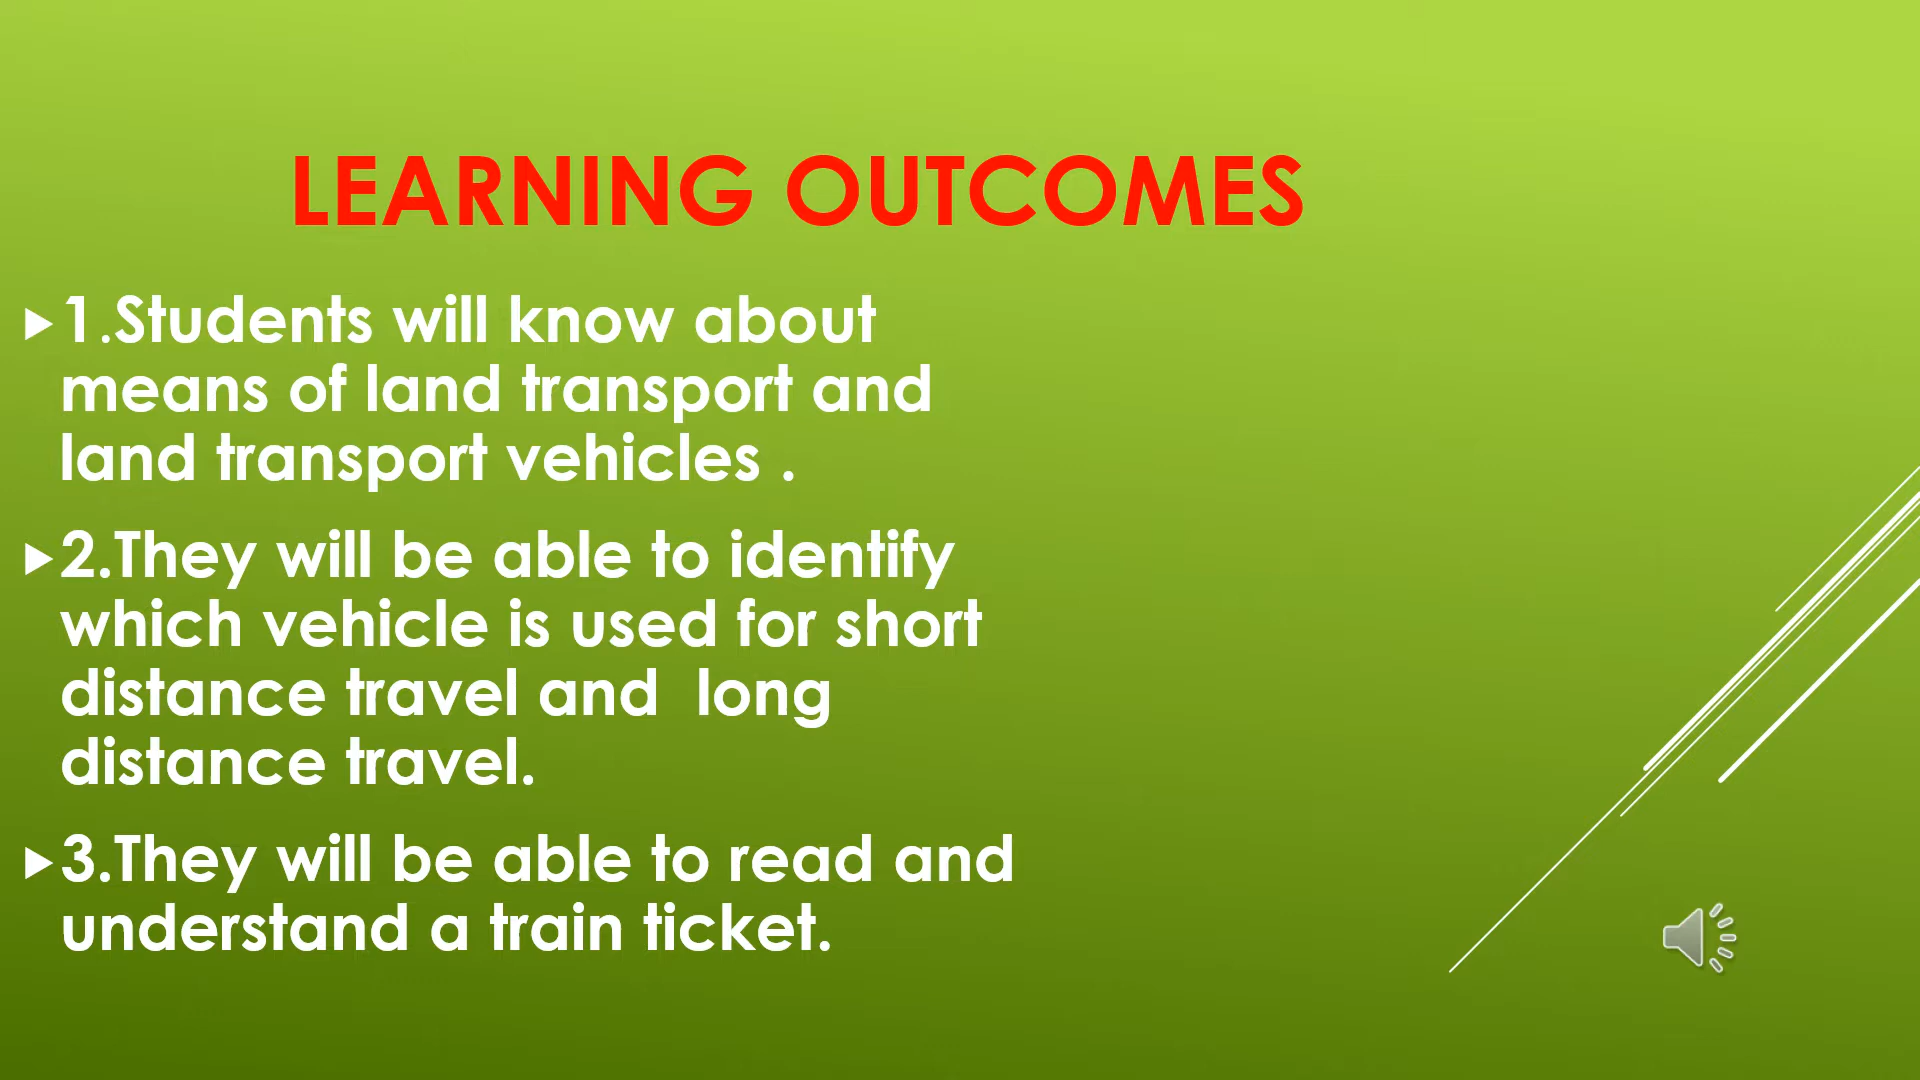 LEARNING OUTCOMES
1.Students will know about
means of land transport and
land transport vehicles .
2.They will be able to identify
which vehicle is used for short
distance travel and  long
distance travel.
3.They will be able to read and
understand a train ticket.